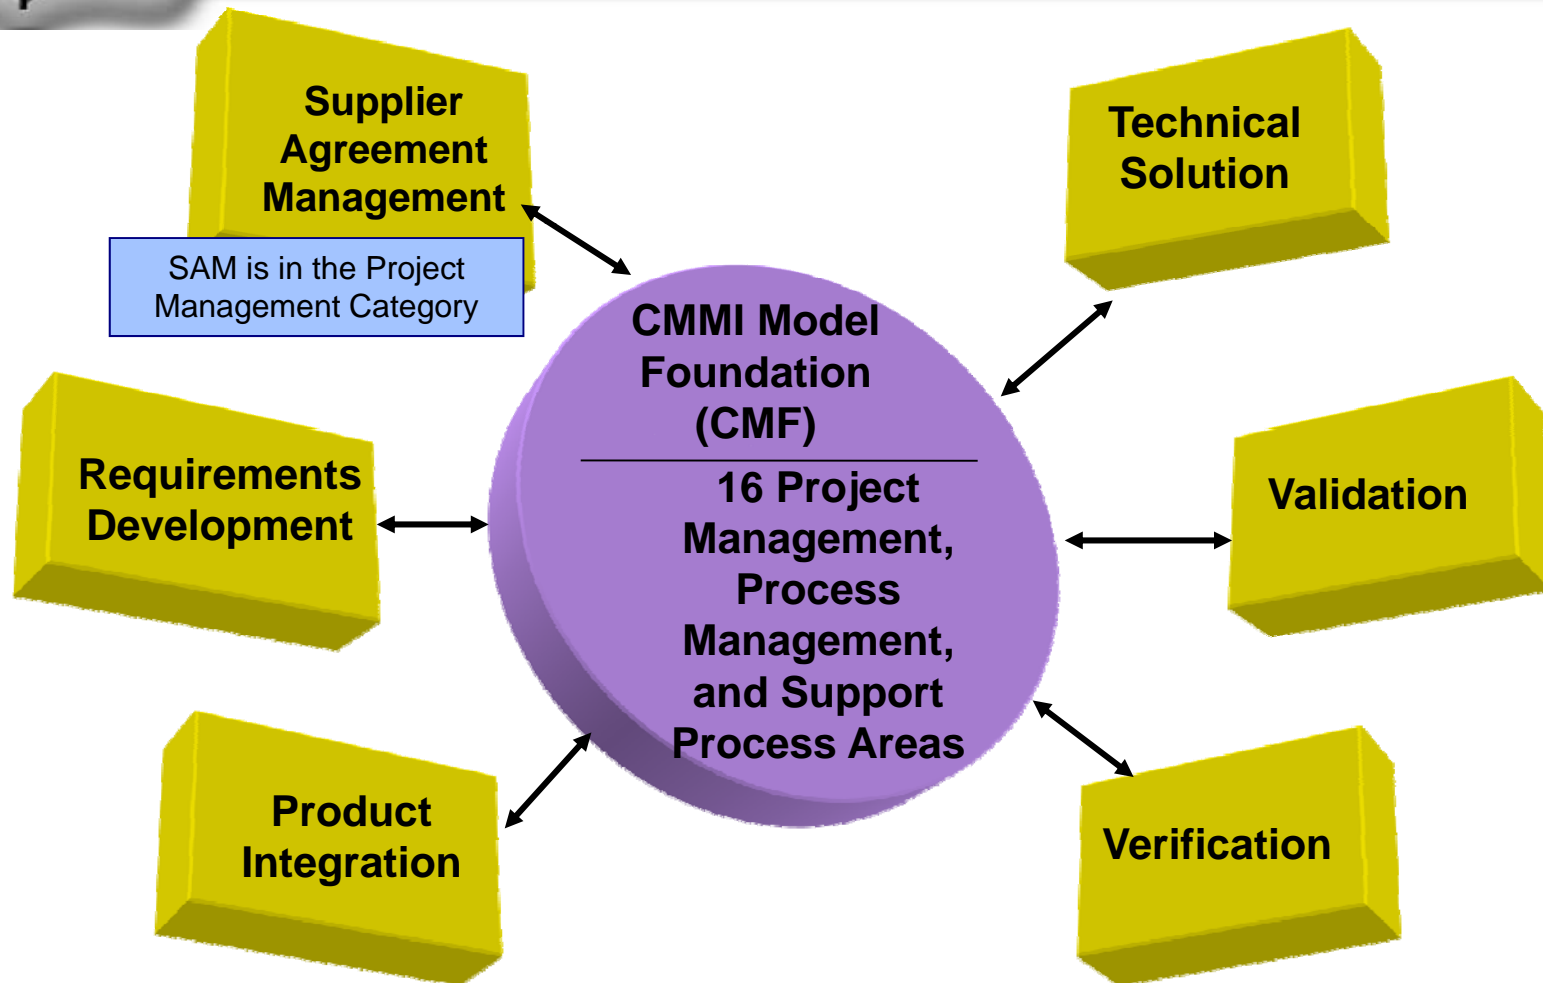 Supplier
Agreement
Management
SAM is in the Project
Management Category
Technical
Solution
CMMI Model
Foundation
(CMF)
16 Project
Management,
Process
Management,
and Support
Process Areas
Requirements
Development
Validation
Product
Integration
Verification